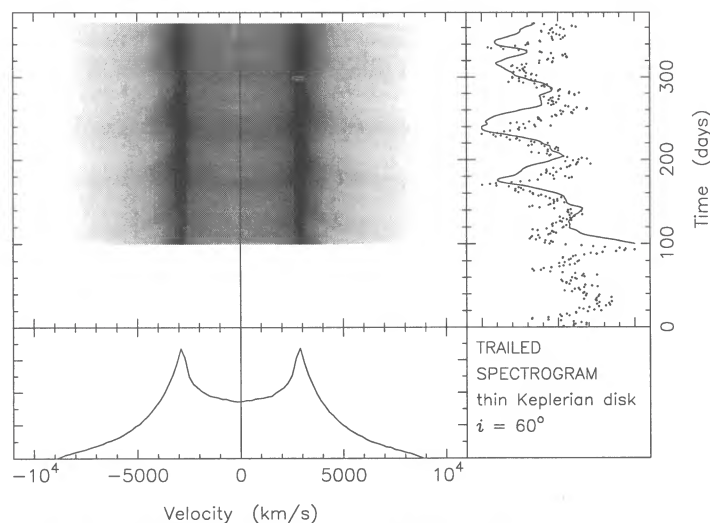 300
200
100
0
Time (days)
TRAILED
SPECTROGRAM
thin Keplerian disk
i = 60°
−10⁴ −5000 0 5000 10⁴
Velocity (km/s)